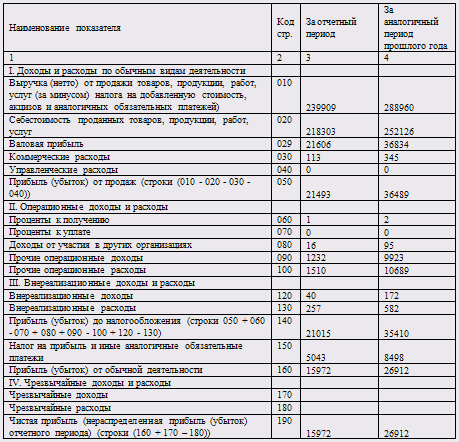 Наименование показателя Код стр. За отчетный период За аналогичный период прошлого года
1 2 3 4
I. Доходы и расходы по обычным видам деятельности
Выручка (нетто) от продажи товаров, продукции, работ,
услуг (за минусом) налога на добавленную стоимость,
акцизов и аналогичных обязательных платежей) 010 239909 288960
Себестоимость проданных товаров, продукции, работ,
услуг 020 218303 252126
Валовая прибыль 029 21606 36834
Коммерческие расходы 030 113 345
Управленческие расходы 040 0 0
Прибыль (убыток) от продаж (строки (010 - 020 - 030 -
040)) 050 21493 36489
II. Операционные доходы и расходы
Проценты к получению 060 1 2
Проценты к уплате 070 0 0
Доходы от участия в других организациях 080 16 95
Прочие операционные доходы 090 1232 9923
Прочие операционные расходы 100 1510 10689
III. Внереализационные доходы и расходы
Внереализационные доходы 120 40 172
Внереализационные расходы 130 257 582
Прибыль (убыток) до налогообложения (строки 050 + 060
- 070 + 080 + 090 - 100 + 120 - 130) 140 21015 35410
Налог на прибыль и иные аналогичные обязательные
платежи 150 5043 8498
Прибыль (убыток) от обычной деятельности 160 15972 26912
IV. Чрезвычайные доходы и расходы
Чрезвычайные доходы 170
Чрезвычайные расходы 180
Чистая прибыль (нераспределенная прибыль (убыток)
отчетного периода) (строки (160 + 170 – 180)) 190 15972 26912